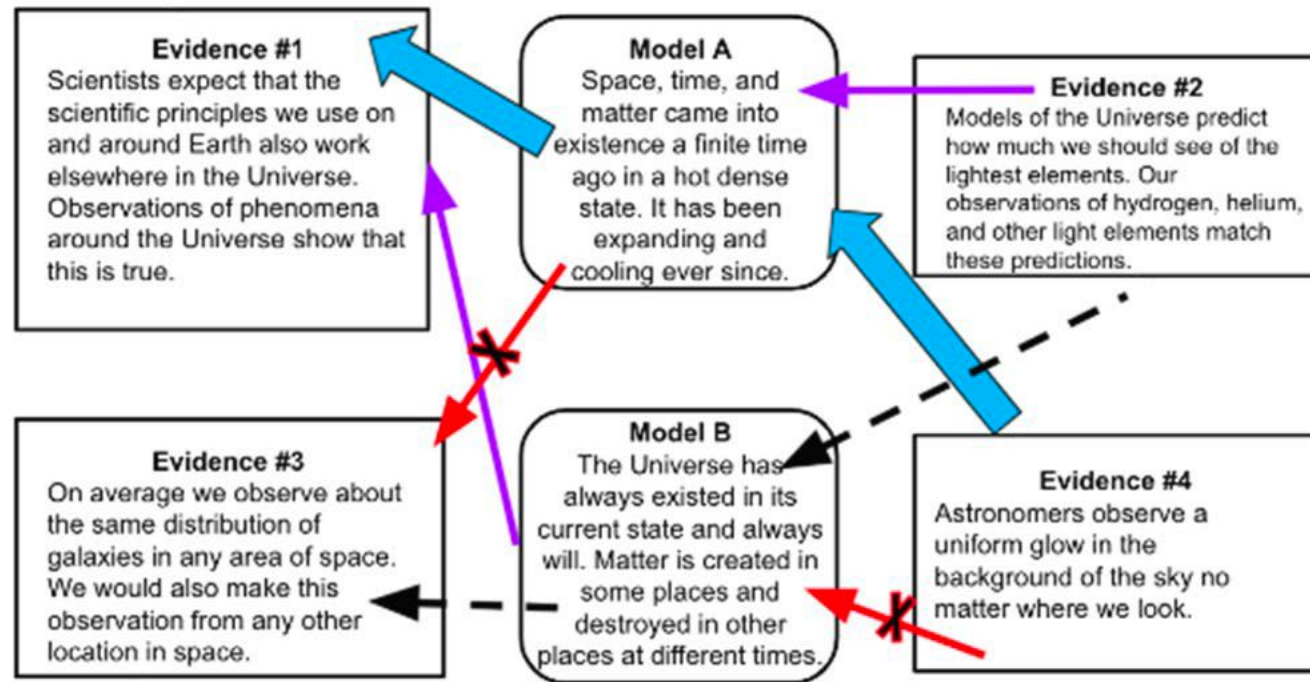 Evidence #1
Scientists expect that the
scientific principles we use on
and around Earth also work
elsewhere in the Universe.
Observations of phenomena
around the Universe show that
this is true.
Model A
Space, time, and
matter came into
existence a finite time
ago in a hot dense
state. It has been
expanding and
cooling ever since.
Evidence #2
Models of the Universe predict
how much we should see of the
lightest elements. Our
observations of hydrogen, helium,
and other light elements match
these predictions.
Evidence #3
On average we observe about
the same distribution of
galaxies in any area of space.
We would also make this
observation from any other
location in space.
Model B
The Universe has
always existed in its
current state and always
will. Matter is created in
some places and
destroyed in other
places at different times.
Evidence #4
Astronomers observe a
uniform glow in the
background of the sky no
matter where we look.